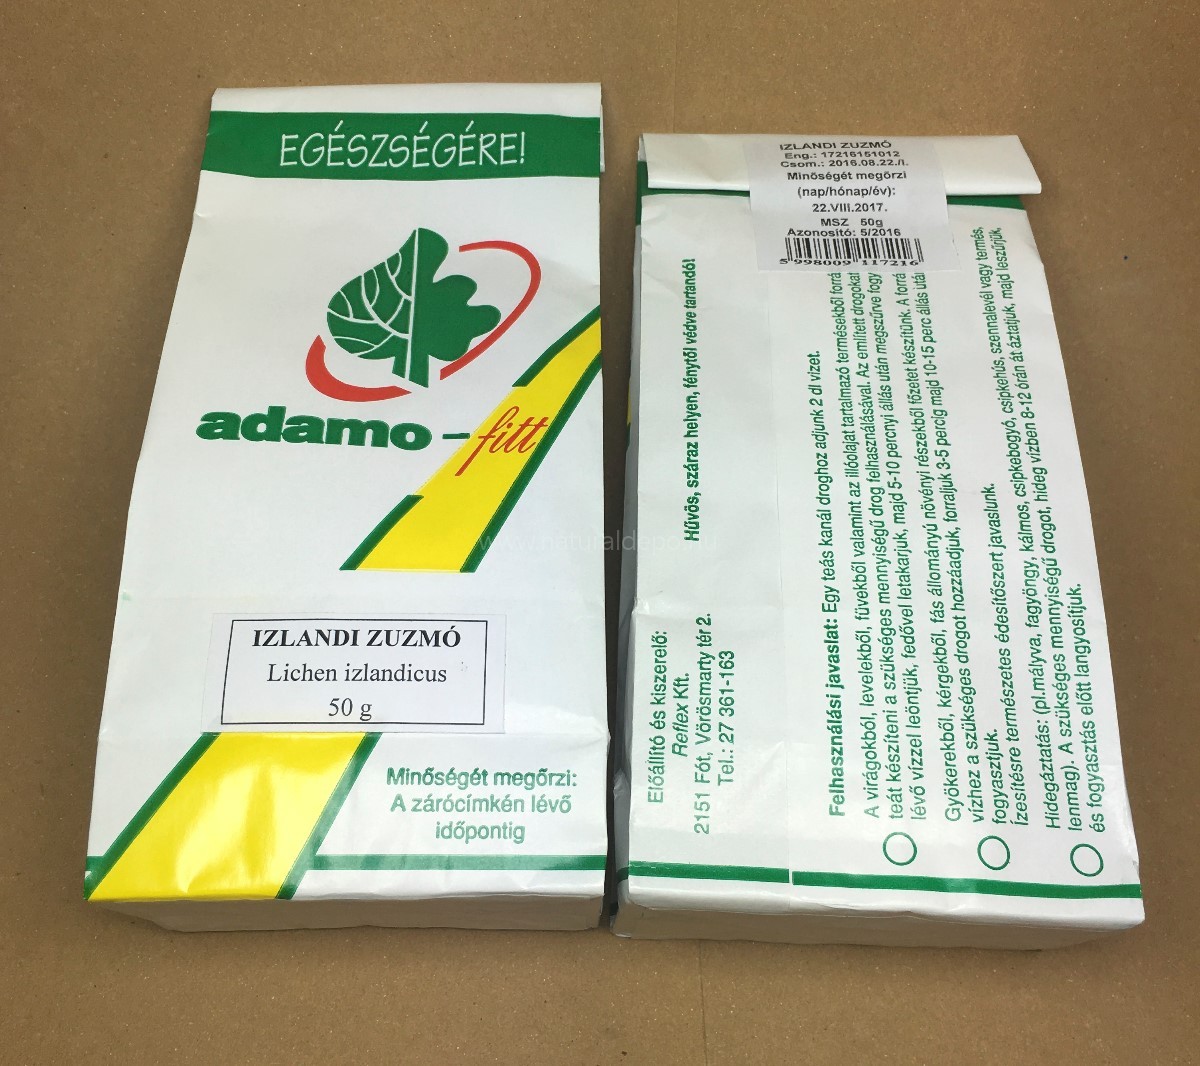 EGÉSZSÉGÉRE!
adamo-fitt
IZLANDI ZUZMÓ
Lichen izlandicus
50 g
Minőségét megőrzi:
A zárócímkén lévő
időpontig
IZLANDI ZUZMÓ
Eng.: 17216151012
Csom.: 2016.08.22./I.
Minőségét megőrzi
(nap/hónap/év):
22.VIII.2017.
MSZ 50g
Azonosító: 5/2016
5 998009 117216
Előállító és kiszerelő:
Reflex Kft.
2151 Fót, Vörösmarty tér 2.
Tel.: 27 361-163
Hűvös, száraz helyen, fénytől védve tartandó!
Felhasználási javaslat: Egy teás kanál droghoz adjunk 2 dl vizet.
A virágokból, levelekből, füvekből valamint az illóolajat tartalmazó termésekből forrá
teát készíteni a szükséges mennyiségű drog felhasználásával. Az említett drogokat
lévő vízzel leöntjük, fedővel letakarjuk, majd 5-10 percnyi állás után megszűrve fogy
Gyökerekből, kérgekből, fás állományú növényi részekből főzetet készítünk. A forrá
vízhez a szükséges drogot hozzáadjuk, forraljuk 3-5 percig majd 10-15 perc állás utái
fogyasztjuk.
Ízesítésre természetes édesítőszert javaslunk.
Hidegáztatás: (pl.mályva, fagyöngy, kálmos, csipkebogyó, csipkehús, szennalevél vagy termés,
lenmag). A szükséges mennyiségű drogot, hideg vízben 8-12 órán át áztatjuk, majd leszűrjük,
és fogyasztás előtt langyosítjuk.